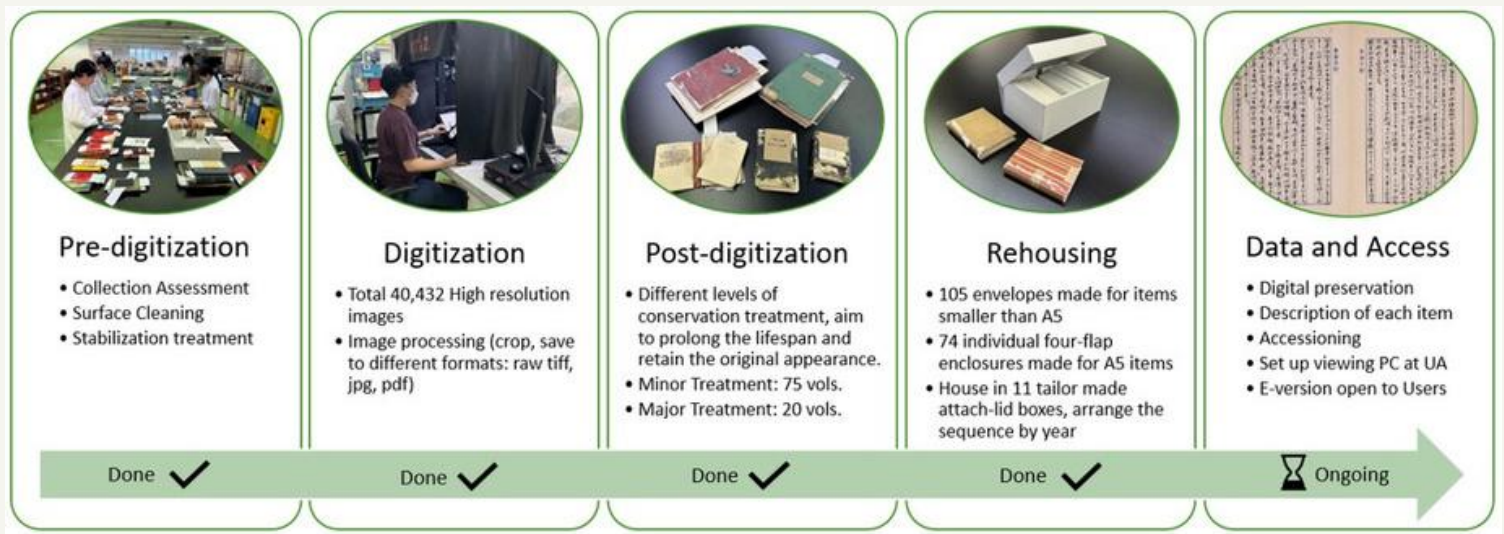 Pre-digitization
• Collection Assessment
• Surface Cleaning
• Stabilization treatment
Done
Digitization
• Total 40,432 High resolution
images
• Image processing (crop, save
to different formats: raw tiff,
jpg, pdf)
Done
Post-digitization
• Different levels of
conservation treatment, aim
to prolong the lifespan and
retain the original appearance.
• Minor Treatment: 75 vols.
• Major Treatment: 20 vols.
Done
Rehousing
• 105 envelopes made for items
smaller than A5
• 74 individual four-flap
enclosures made for A5 items
• House in 11 tailor made
attach-lid boxes, arrange the
sequence by year
Done
Data and Access
• Digital preservation
• Description of each item
• Accessioning
• Set up viewing PC at UA
• E-version open to Users
Ongoing